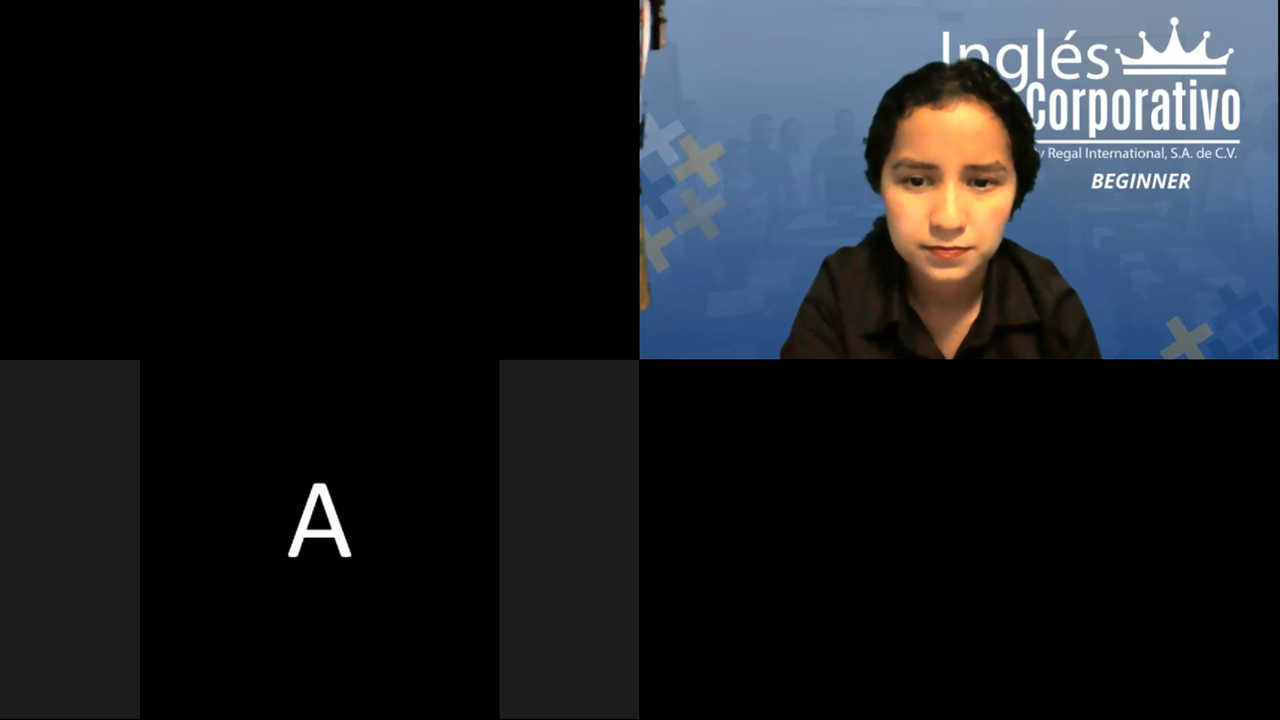 Inglés
Corporativo
y Regal International, S.A. de C.V.
BEGINNER
A